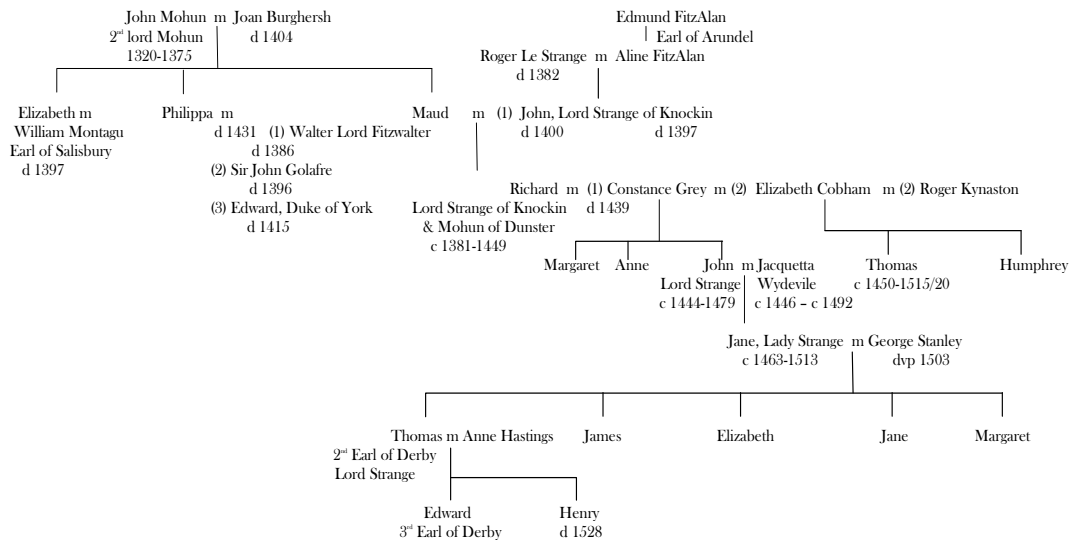 John Mohun m Joan Burghersh
2nd lord Mohun d 1404
1320-1375
Edmund FitzAlan
Earl of Arundel
Roger Le Strange m Aline FitzAlan
d 1382
Elizabeth m
William Montagu
Earl of Salisbury
d 1397
Philippa m
d 1431 (1) Walter Lord Fitzwalter
d 1386
(2) Sir John Golafre
d 1396
(3) Edward, Duke of York
d 1415
Maud m (1) John, Lord Strange of Knockin
d 1400 d 1397
Richard m (1) Constance Grey m (2) Elizabeth Cobham m (2) Roger Kynaston
Lord Strange of Knockin d 1439
& Mohun of Dunster
c 1381-1449
Margaret Anne
John m Jacquetta
Lord Strange Wydevile
c 1444-1479 c 1446 – c 1492
Thomas
c 1450-1515/20
Humphrey
Jane, Lady Strange m George Stanley
c 1463-1513 dvp 1503
Thomas m Anne Hastings
2nd Earl of Derby
Lord Strange
James
Elizabeth
Jane
Margaret
Edward
3rd Earl of Derby
Henry
d 1528